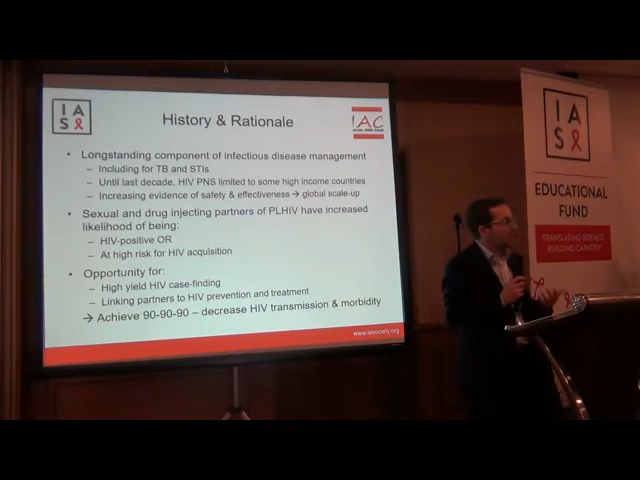 IAS
History & Rationale
IAC
• Longstanding component of infectious disease management
– Including for TB and STIs
– Until last decade, HIV PNS limited to some high income countries
– Increasing evidence of safety & effectiveness → global scale-up
• Sexual and drug injecting partners of PLHIV have increased
likelihood of being:
– HIV-positive OR
– At high risk for HIV acquisition
• Opportunity for:
– High yield HIV case-finding
– Linking partners to HIV prevention and treatment
→ Achieve 90-90-90 – decrease HIV transmission & morbidity
www.iasociety.org
IAS
EDUCATIONAL
FUND
TRANSLATING SCIENCE
BUILDING CAPACITY